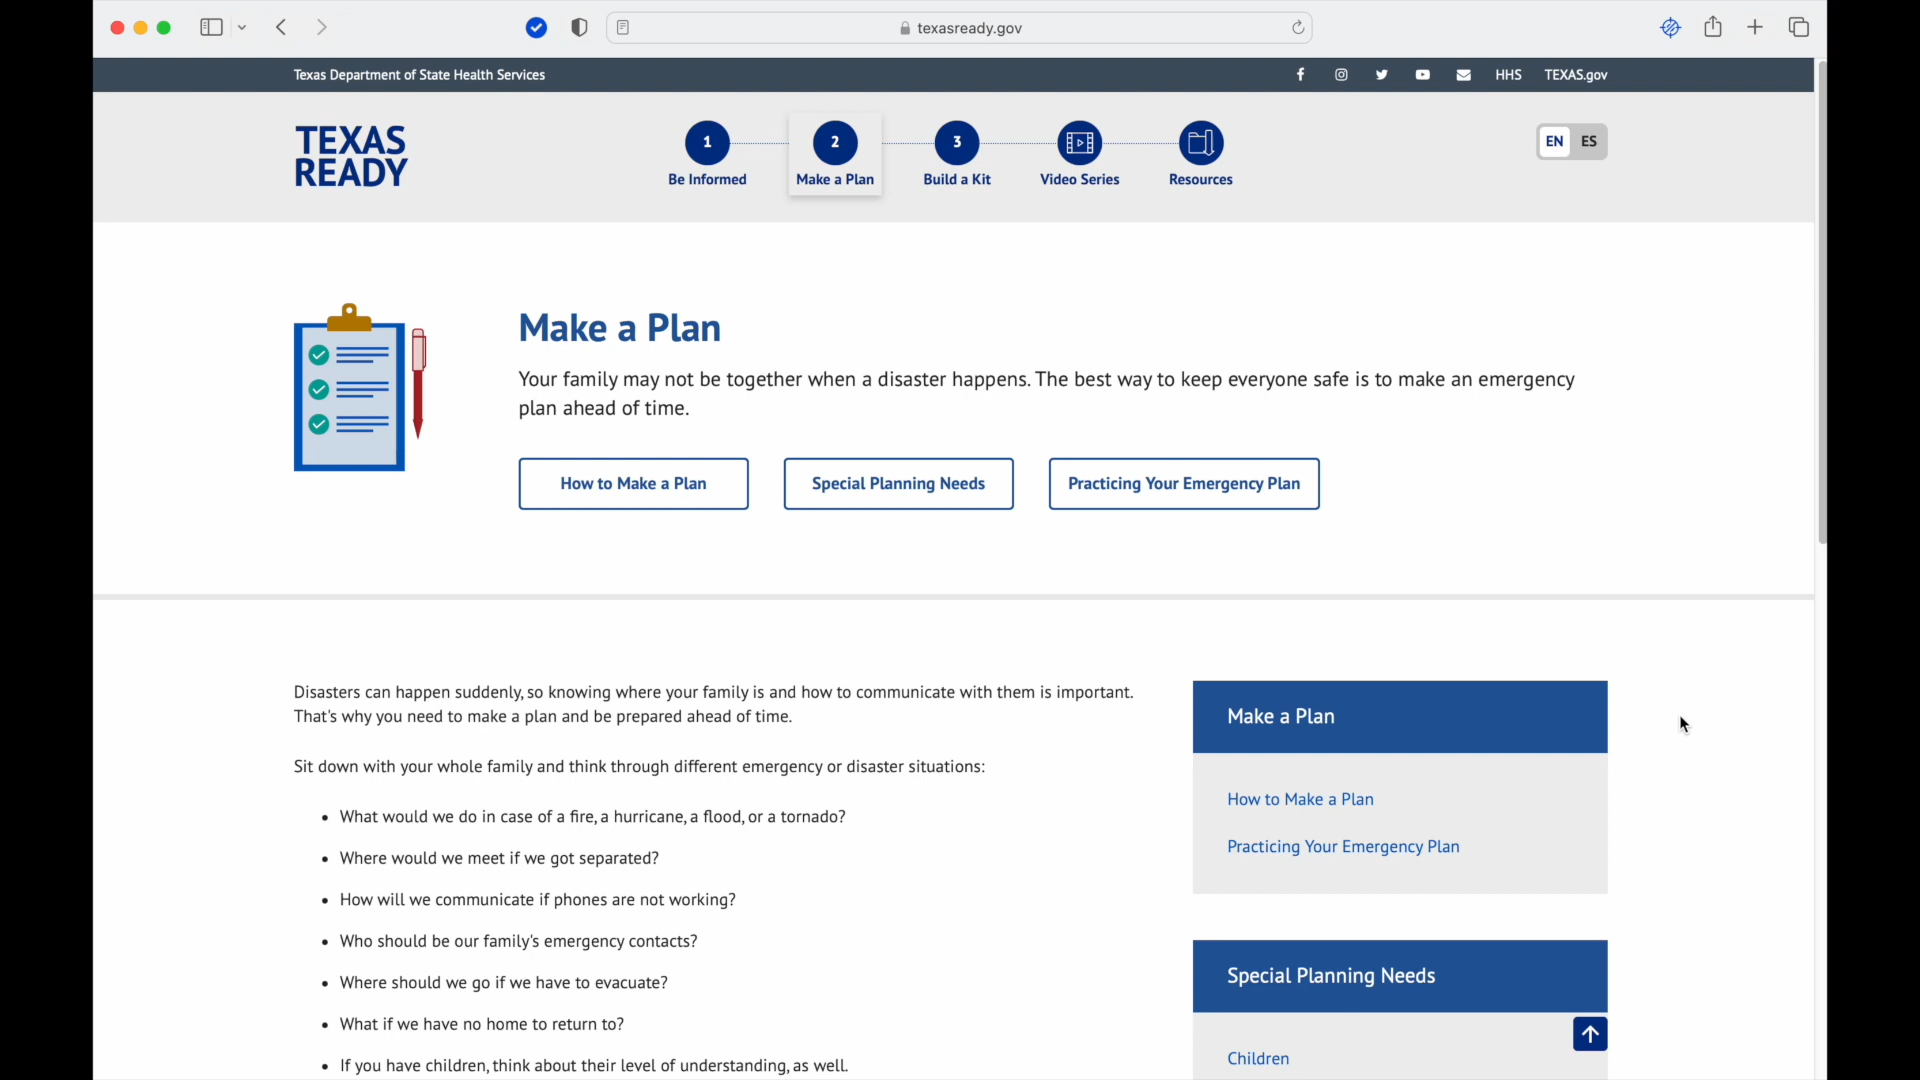 texasready.gov
Texas Department of State Health Services
HHS
TEXAS.gov
TEXAS
READY
1
Be Informed
2
Make a Plan
3
Build a Kit
Video Series
Resources
EN
ES
Make a Plan
Your family may not be together when a disaster happens. The best way to keep everyone safe is to make an emergency
plan ahead of time.
How to Make a Plan
Special Planning Needs
Practicing Your Emergency Plan
Disasters can happen suddenly, so knowing where your family is and how to communicate with them is important.
That's why you need to make a plan and be prepared ahead of time.
Sit down with your whole family and think through different emergency or disaster situations:
• What would we do in case of a fire, a hurricane, a flood, or a tornado?
• Where would we meet if we got separated?
• How will we communicate if phones are not working?
• Who should be our family's emergency contacts?
• Where should we go if we have to evacuate?
• What if we have no home to return to?
• If you have children, think about their level of understanding, as well.
Make a Plan
How to Make a Plan
Practicing Your Emergency Plan
Special Planning Needs
Children